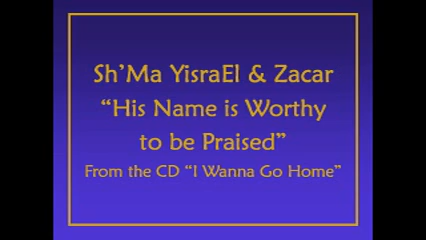 Sh’Ma YisraEl & Zacar
“His Name is Worthy
to be Praised”
From the CD “I Wanna Go Home”